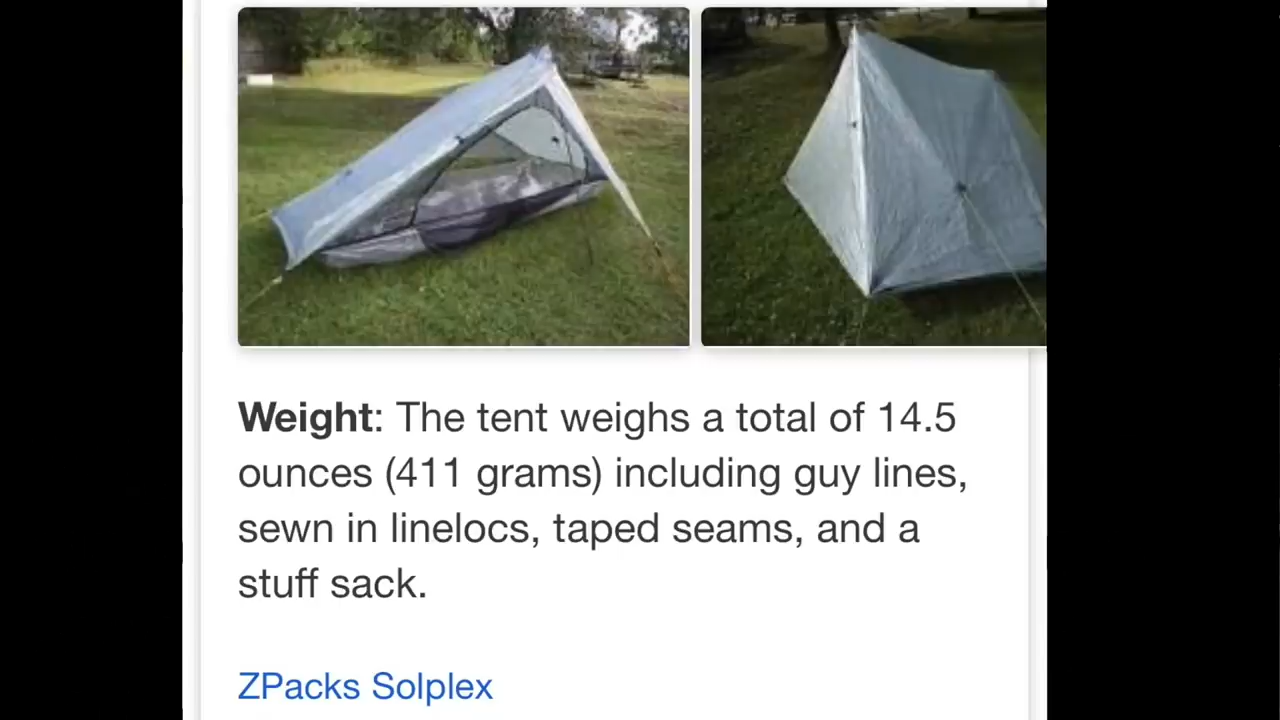 Weight: The tent weighs a total of 14.5
ounces (411 grams) including guy lines,
sewn in linelocs, taped seams, and a
stuff sack.
ZPacks Solplex